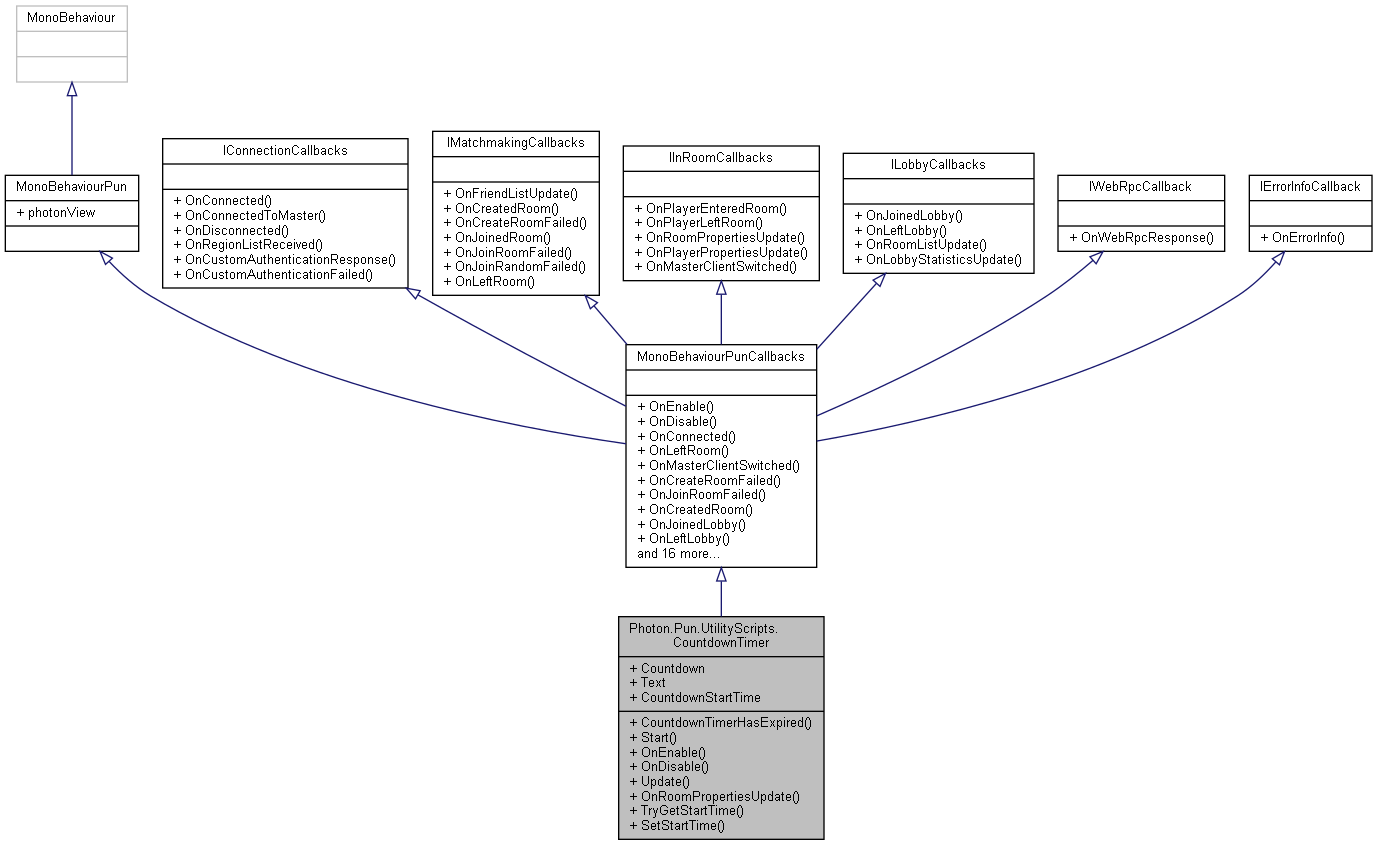 MonoBehaviour
MonoBehaviourPun
+ photonView
IConnectionCallbacks
+ OnConnected()
+ OnConnectedToMaster()
+ OnDisconnected()
+ OnRegionListReceived()
+ OnCustomAuthenticationResponse()
+ OnCustomAuthenticationFailed()
IMatchmakingCallbacks
+ OnFriendListUpdate()
+ OnCreatedRoom()
+ OnCreateRoomFailed()
+ OnJoinedRoom()
+ OnJoinRoomFailed()
+ OnJoinRandomFailed()
+ OnLeftRoom()
IInRoomCallbacks
+ OnPlayerEnteredRoom()
+ OnPlayerLeftRoom()
+ OnRoomPropertiesUpdate()
+ OnPlayerPropertiesUpdate()
+ OnMasterClientSwitched()
ILobbyCallbacks
+ OnJoinedLobby()
+ OnLeftLobby()
+ OnRoomListUpdate()
+ OnLobbyStatisticsUpdate()
IWebRpcCallback
+ OnWebRpcResponse()
IErrorInfoCallback
+ OnErrorInfo()
MonoBehaviourPunCallbacks
+ OnEnable()
+ OnDisable()
+ OnConnected()
+ OnLeftRoom()
+ OnMasterClientSwitched()
+ OnCreateRoomFailed()
+ OnJoinRoomFailed()
+ OnCreatedRoom()
+ OnJoinedLobby()
+ OnLeftLobby()
and 16 more...
Photon.Pun.UtilityScripts.
CountdownTimer
+ Countdown
+ Text
+ CountdownStartTime
+ CountdownTimerHasExpired()
+ Start()
+ OnEnable()
+ OnDisable()
+ Update()
+ OnRoomPropertiesUpdate()
+ TryGetStartTime()
+ SetStartTime()